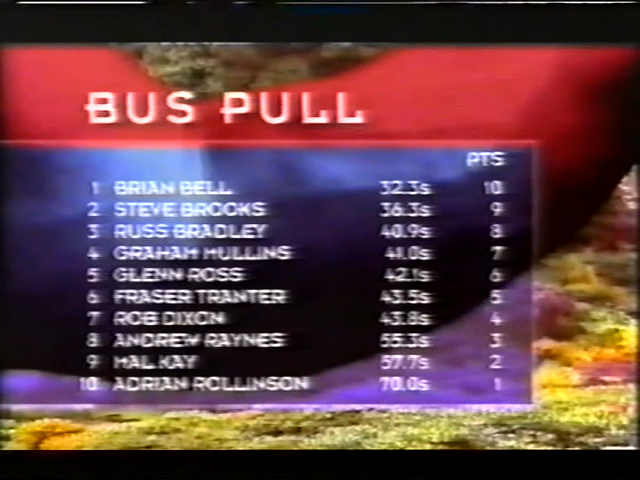 BUS PULL
PTS
1 BRIAN BELL 32.3s 10
2 STEVE BROOKS 36.3s 9
3 RUSS BRADLEY 40.9s 8
4 GRAHAM MULLINS 41.0s 7
5 GLENN ROSS 42.1s 6
6 FRASER TRANTER 43.5s 5
7 ROB DIXON 43.8s 4
8 ANDREW RAYNES 55.3s 3
9 MAL KAY 57.7s 2
10 ADRIAN ROLLINSON 70.0s 1